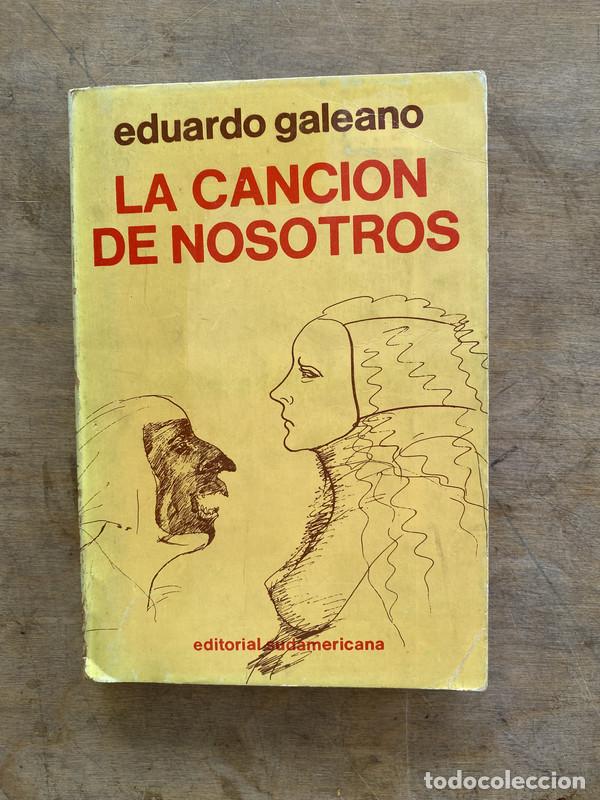 eduardo galeano
LA CANCION
DE NOSOTROS
editorial sudamericana
todocoleccion